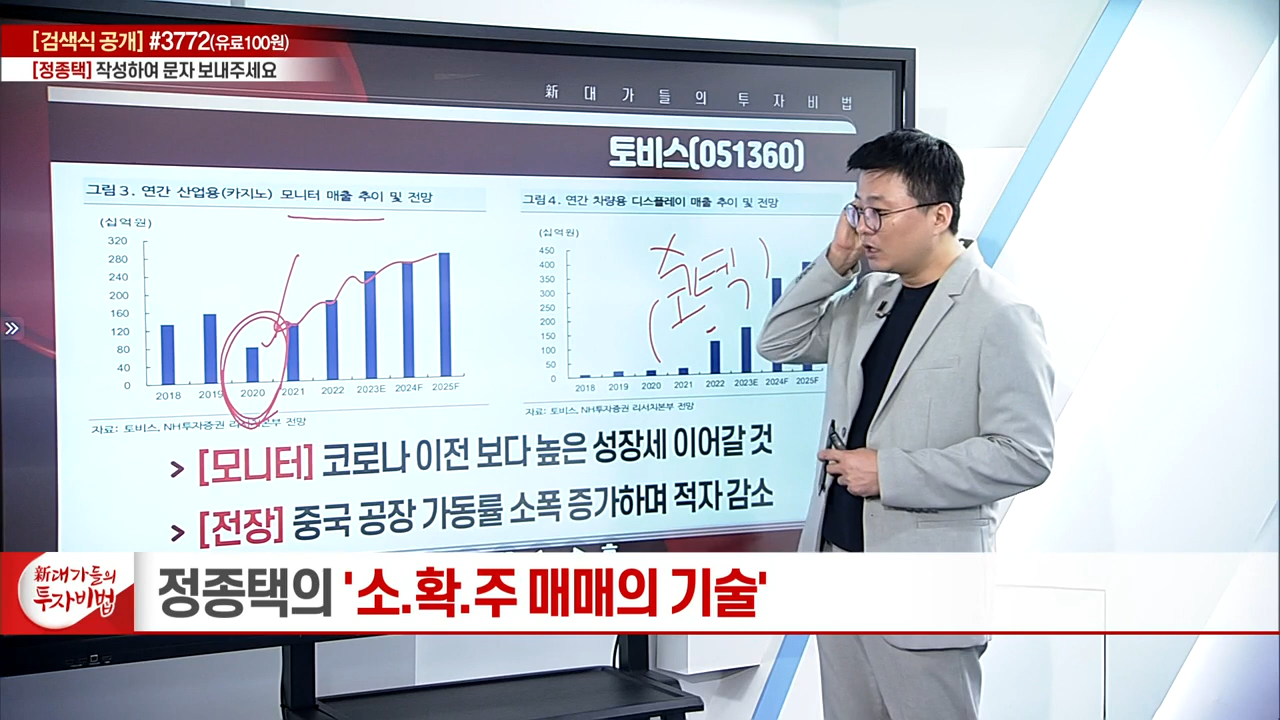 [검색식 공개] #3772(유료100원)
[정종택] 작성하여 문자 보내주세요
新 대 가 들 의 투 자 비 법
토비스(051360)
그림 3. 연간 산업용(카지노) 모니터 매출 추이 및 전망
(십억원)
320
280
240
200
160
120
80
40
0
2018 2019 2020 2021 2022 2023E 2024F 2025F
자료: 토비스, NH투자증권 리서치본부 전망
그림 4. 연간 차량용 디스플레이 매출 추이 및 전망
(십억원)
450
400
350
300
250
200
150
100
50
0
2018 2019 2020 2021 2022 2023E 2024F 2025F
자료: 토비스, NH투자증권 리서치본부 전망
> [모니터] 코로나 이전 보다 높은 성장세 이어갈 것
> [전장] 중국 공장 가동률 소폭 증가하며 적자 감소
新대가들의
투자비법
정종택의 '소.확.주 매매의 기술'